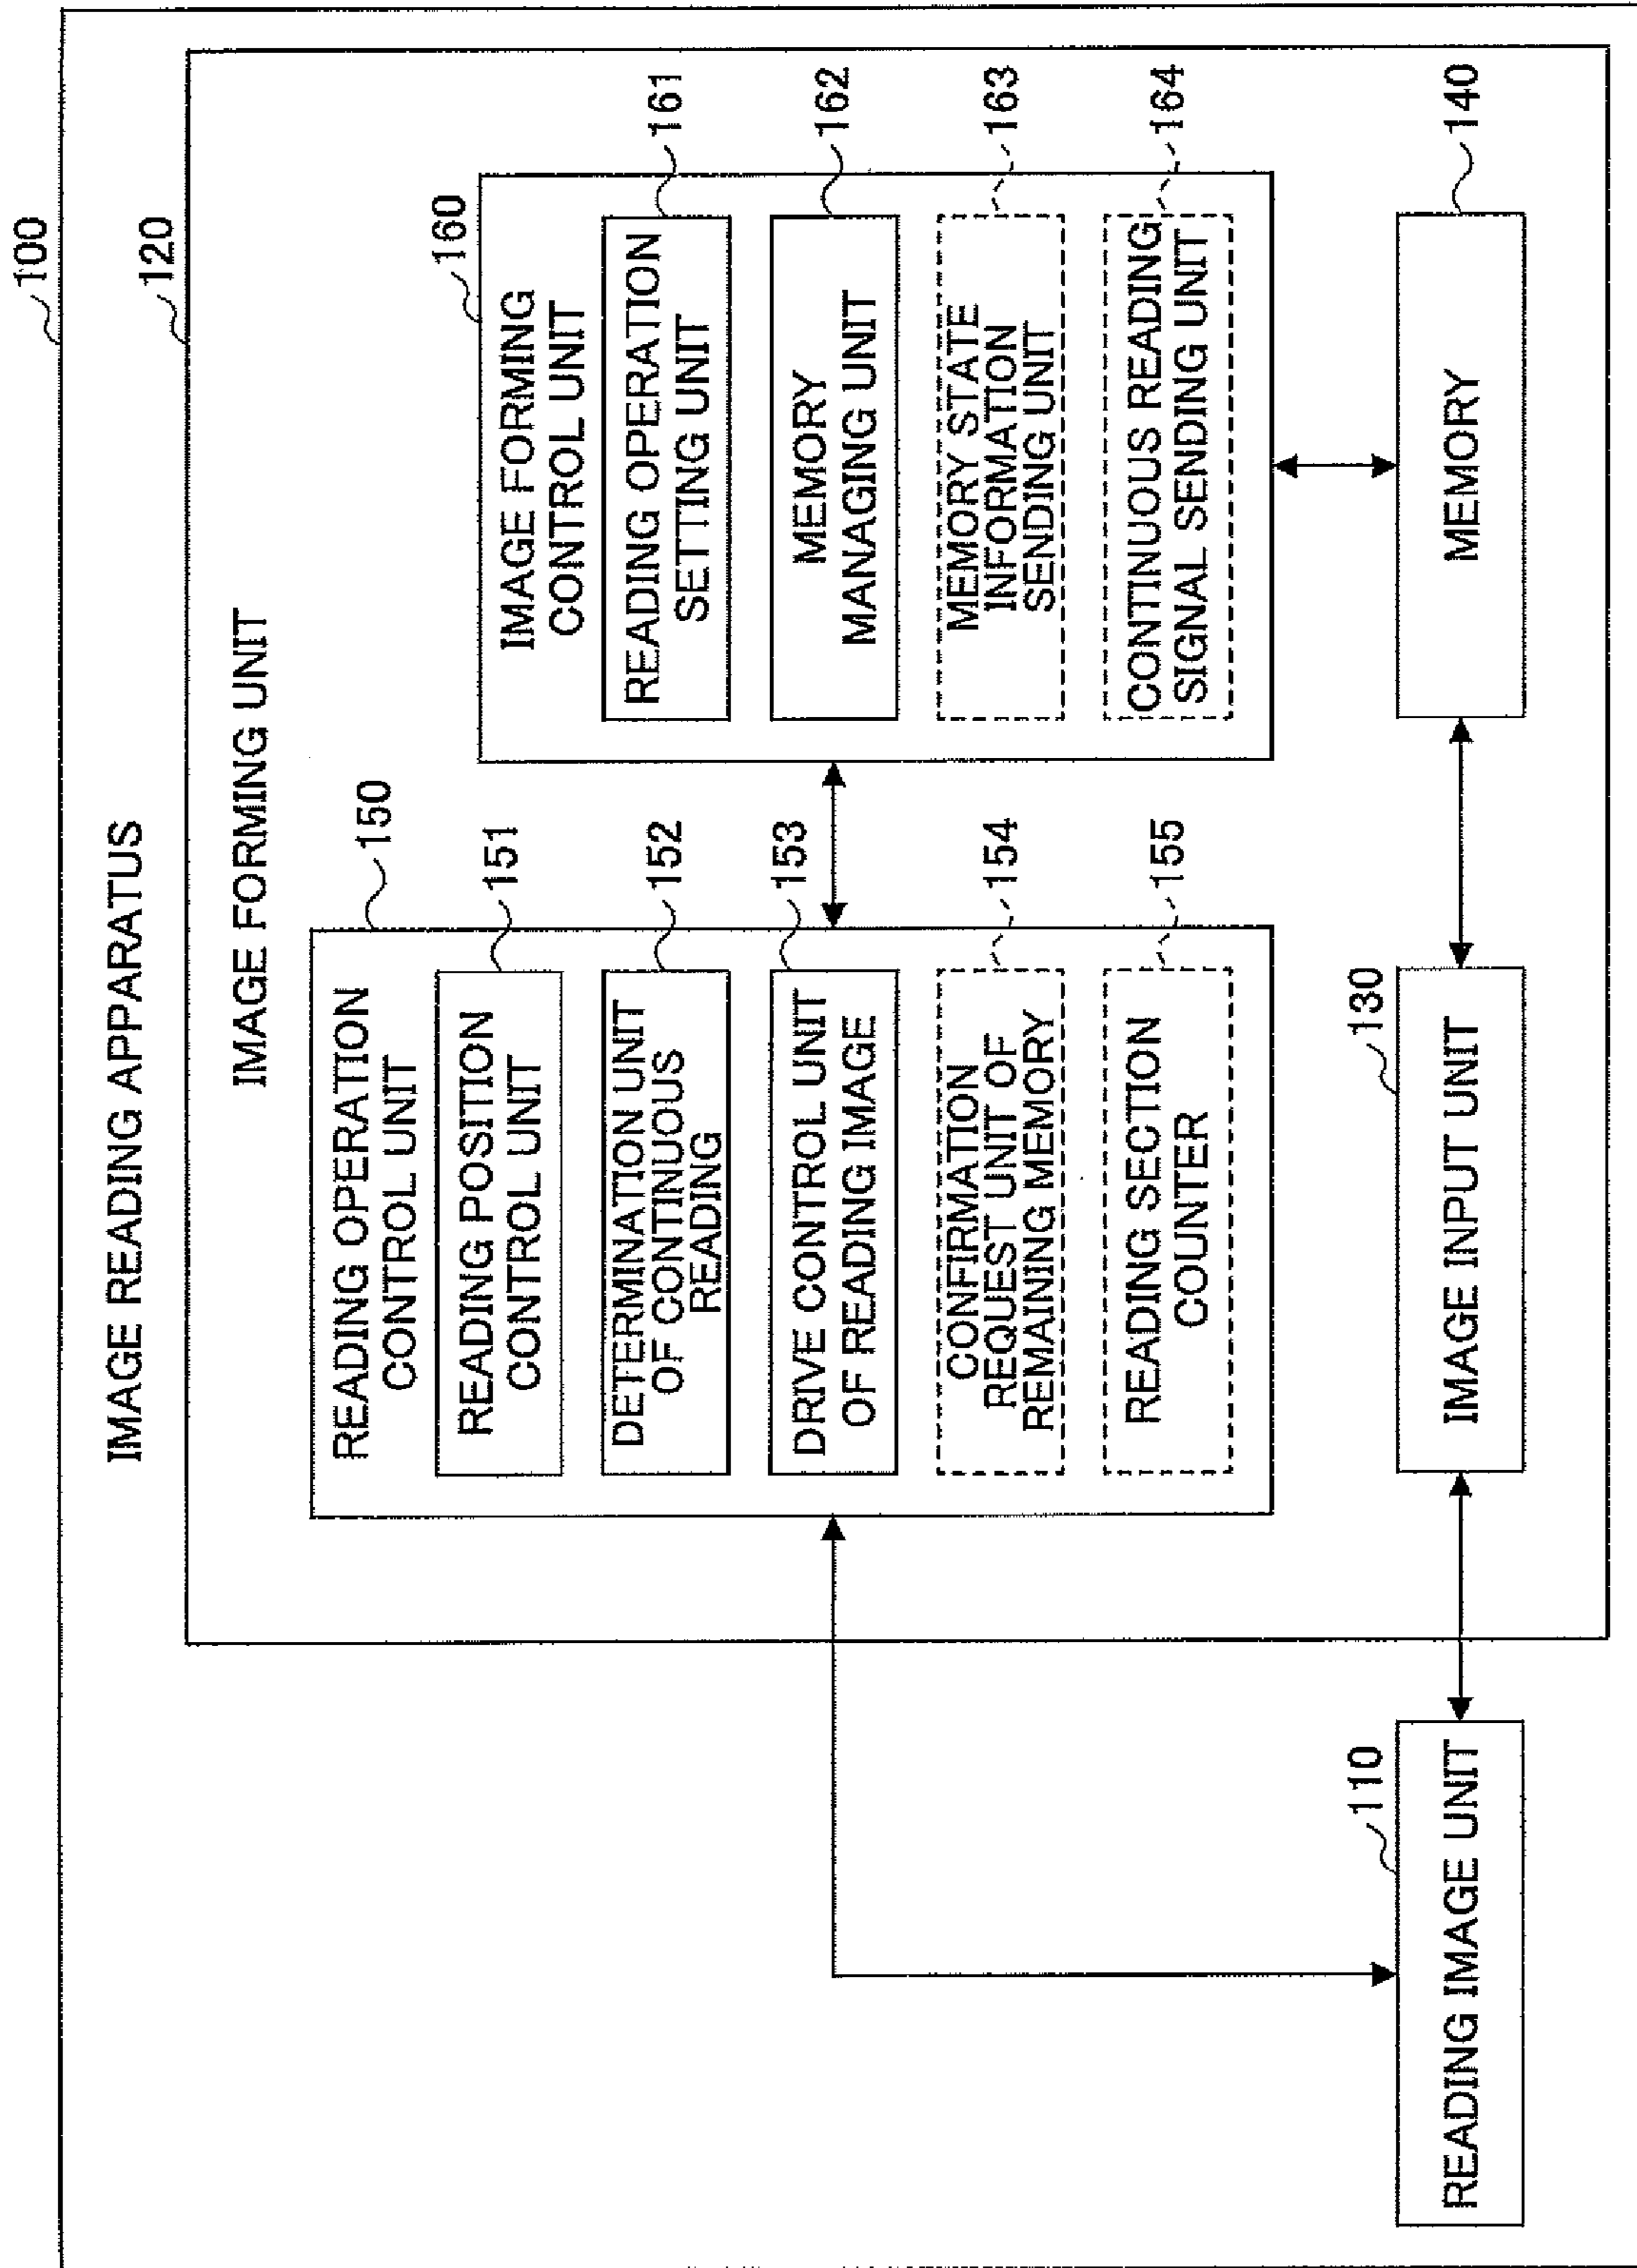 100
IMAGE READING APPARATUS
120
IMAGE FORMING UNIT
150
READING OPERATION
CONTROL UNIT
151
READING POSITION
CONTROL UNIT
152
DETERMINATION UNIT
OF CONTINUOUS
READING
153
DRIVE CONTROL UNIT
OF READING IMAGE
154
CONFIRMATION
REQUEST UNIT OF
REMAINING MEMORY
155
READING SECTION
COUNTER
160
IMAGE FORMING
CONTROL UNIT
161
READING OPERATION
SETTING UNIT
162
MEMORY
MANAGING UNIT
163
MEMORY STATE
INFORMATION
SENDING UNIT
164
CONTINUOUS READING
SIGNAL SENDING UNIT
110
READING IMAGE UNIT
130
IMAGE INPUT UNIT
140
MEMORY